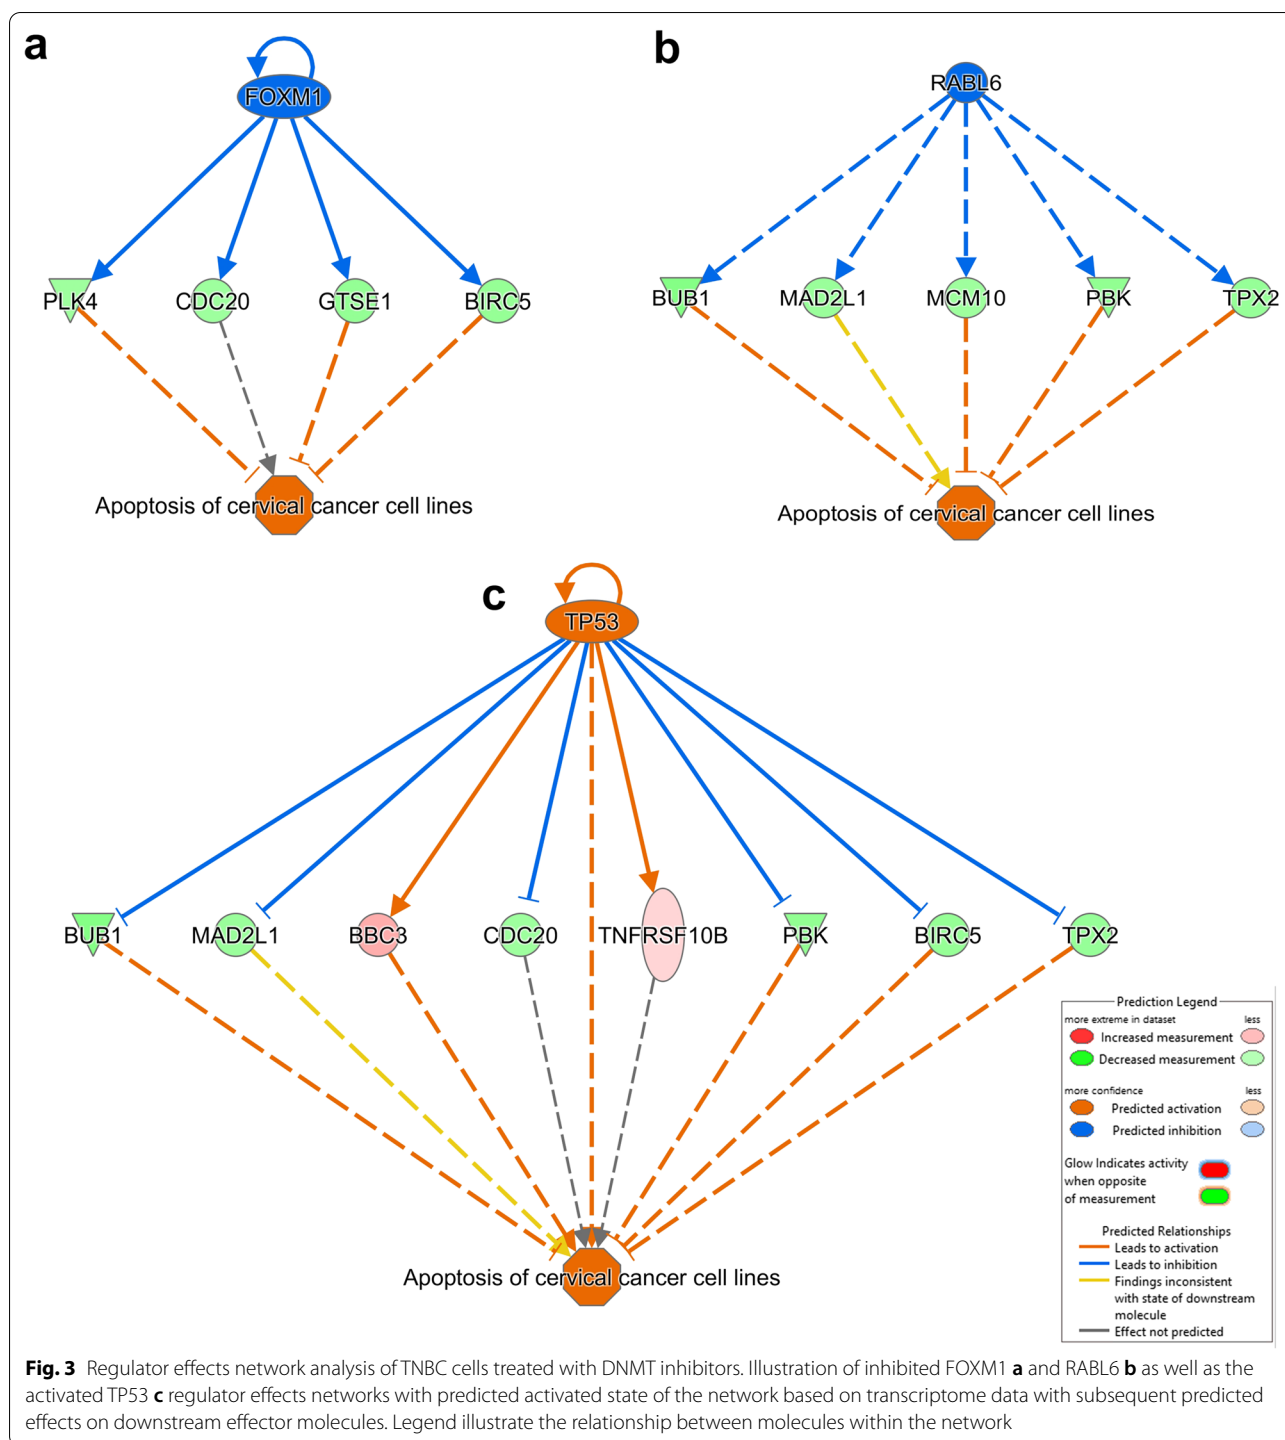 a
FOXM1
PLK4
CDC20
GTSE1
BIRC5
Apoptosis of cervical cancer cell lines
b
RABL6
BUB1
MAD2L1
MCM10
PBK
TPX2
Apoptosis of cervical cancer cell lines
c
TP53
BUB1
MAD2L1
BBC3
CDC20
TNFRSF10B
PBK
BIRC5
TPX2
Apoptosis of cervical cancer cell lines
Prediction Legend
more extreme in dataset less
Increased measurement
Decreased measurement
more confidence less
Predicted activation
Predicted inhibition
Glow Indicates activity
when opposite
of measurement
Predicted Relationships
Leads to activation
Leads to inhibition
Findings inconsistent
with state of downstream
molecule
Effect not predicted
Fig. 3 Regulator effects network analysis of TNBC cells treated with DNMT inhibitors. Illustration of inhibited FOXM1 a and RABL6 b as well as the
activated TP53 c regulator effects networks with predicted activated state of the network based on transcriptome data with subsequent predicted
effects on downstream effector molecules. Legend illustrate the relationship between molecules within the network